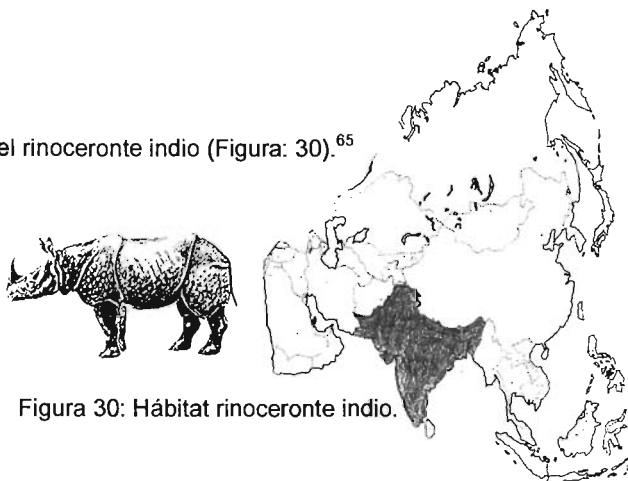 el rinoceronte indio (Figura: 30).65
Figura 30: Hábitat rinoceronte indio.